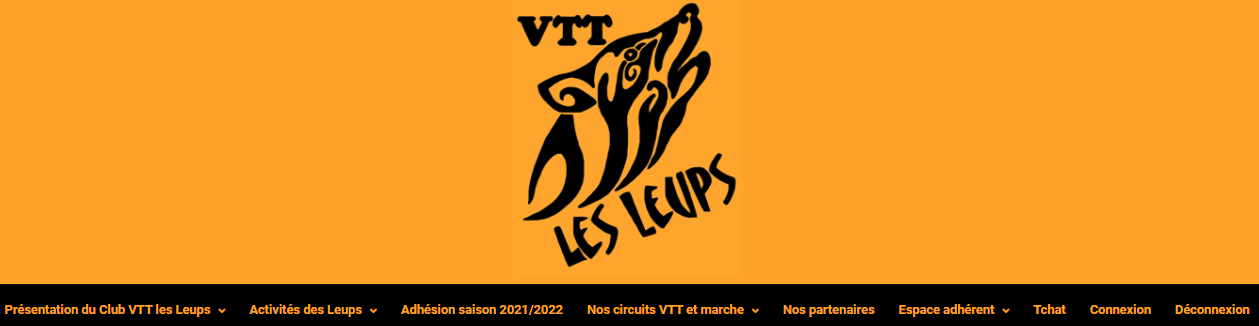 VTT
LES LEUPS
Présentation du Club VTT les Leups Activités des Leups Adhésion saison 2021/2022 Nos circuits VTT et marche Nos partenaires Espace adhérent Tchat Connexion Déconnexion